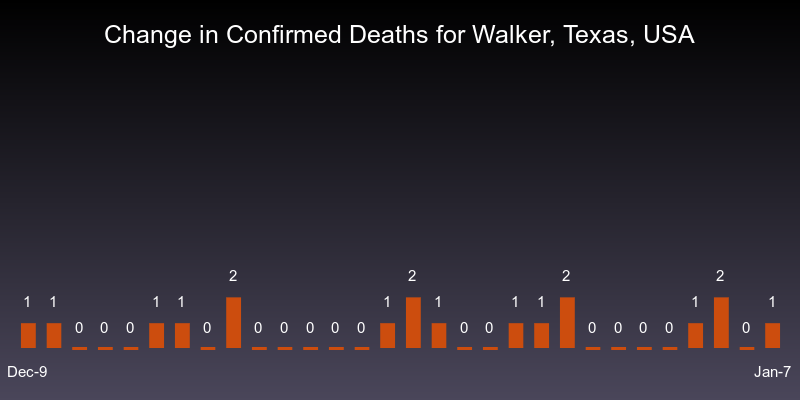 Change in Confirmed Deaths for Walker, Texas, USA
1 1 0 0 0 1 1 0 2 0 0 0 0 0 1 2 1 0 0 1 1 2 0 0 0 0 1 2 0 1
Dec-9 Jan-7